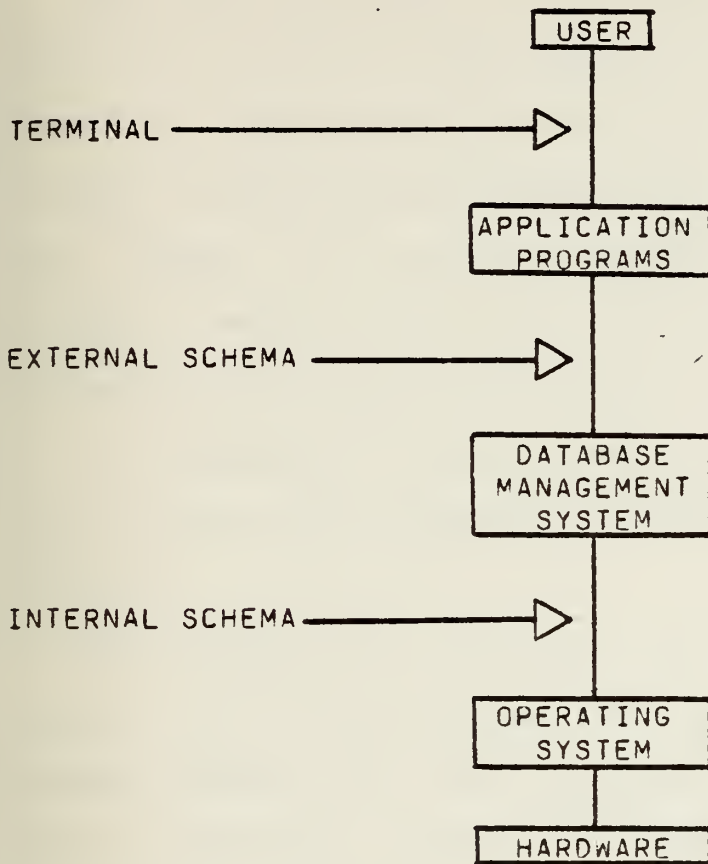 USER
TERMINAL
APPLICATION
PROGRAMS
EXTERNAL SCHEMA
DATABASE
MANAGEMENT
SYSTEM
INTERNAL SCHEMA
OPERATING
SYSTEM
HARDWARE